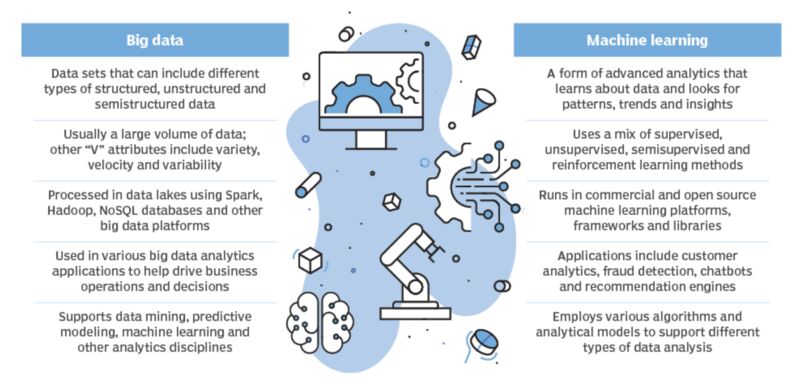 Big data
Data sets that can include different
types of structured, unstructured and
semistructured data
Usually a large volume of data;
other “V” attributes include variety,
velocity and variability
Processed in data lakes using Spark,
Hadoop, NoSQL databases and other
big data platforms
Used in various big data analytics
applications to help drive business
operations and decisions
Supports data mining, predictive
modeling, machine learning and
other analytics disciplines
Machine learning
A form of advanced analytics that
learns about data and looks for
patterns, trends and insights
Uses a mix of supervised,
unsupervised, semisupervised and
reinforcement learning methods
Runs in commercial and open source
machine learning platforms,
frameworks and libraries
Applications include customer
analytics, fraud detection, chatbots
and recommendation engines
Employs various algorithms and
analytical models to support different
types of data analysis